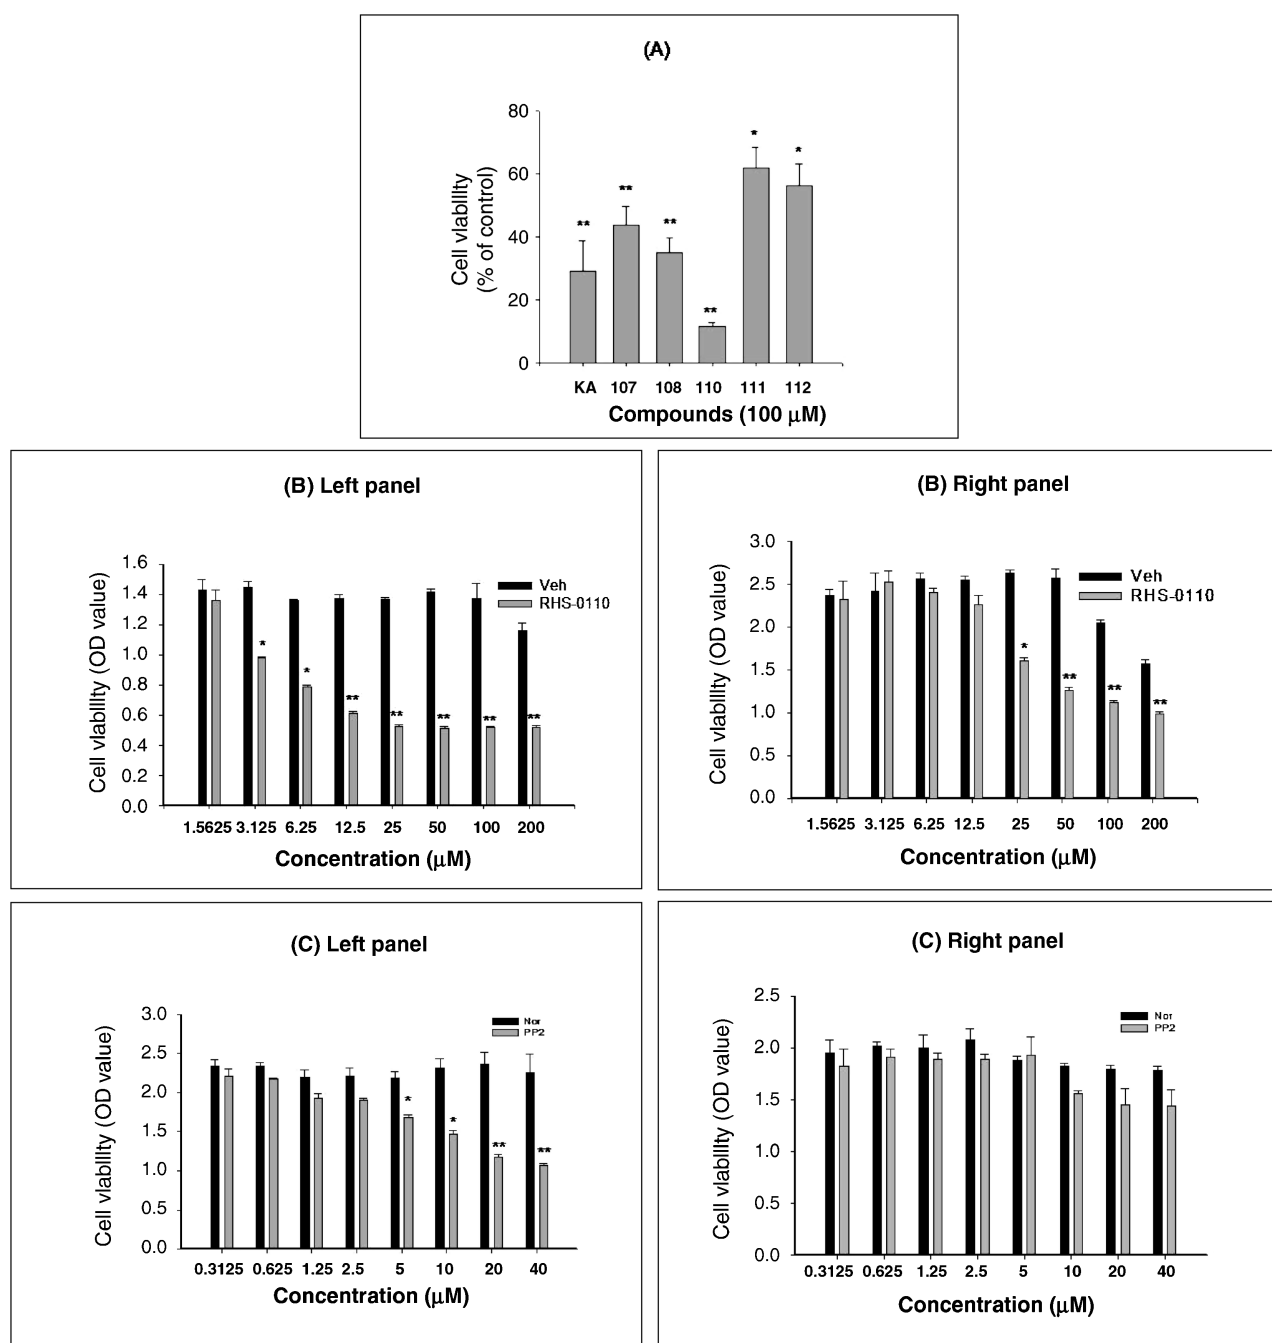 (A)
80
60
40
20
0
Cell viability
(% of control)
**
**
**
**
*
*
KA 107 108 110 111 112
Compounds (100 μM)
(B) Left panel
1.6
1.4
1.2
1.0
0.8
0.6
0.4
0.2
0.0
Cell viability (OD value)
Veh
RHS-0110
*
*
**
**
**
**
**
1.5625 3.125 6.25 12.5 25 50 100 200
Concentration (μM)
(B) Right panel
3.0
2.5
2.0
1.5
1.0
0.5
0.0
Cell viability (OD value)
Veh
RHS-0110
*
**
**
**
1.5625 3.125 6.25 12.5 25 50 100 200
Concentration (μM)
(C) Left panel
3.0
2.5
2.0
1.5
1.0
0.5
0.0
Cell viability (OD value)
Nor
PP2
*
*
**
**
0.3125 0.625 1.25 2.5 5 10 20 40
Concentration (μM)
(C) Right panel
2.5
2.0
1.5
1.0
0.5
0.0
Cell viability (OD value)
Nor
PP2
0.3125 0.625 1.25 2.5 5 10 20 40
Concentration (μM)